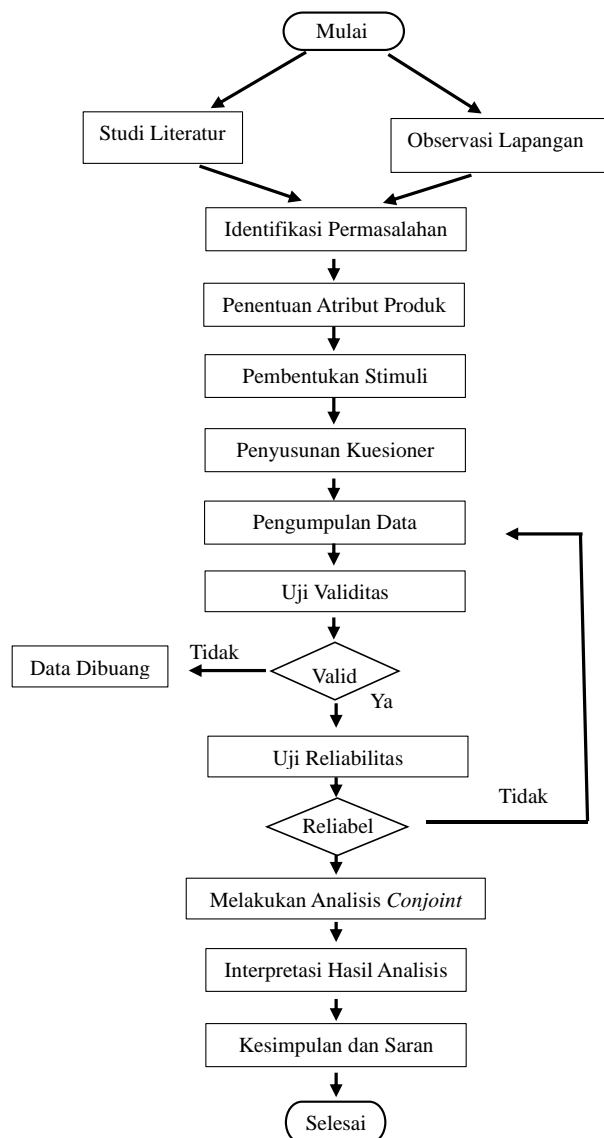 Mulai
Studi Literatur
Observasi Lapangan
Identifikasi Permasalahan
Penentuan Atribut Produk
Pembentukan Stimuli
Penyusunan Kuesioner
Pengumpulan Data
Uji Validitas
Tidak
Data Dibuang
Valid
Ya
Uji Reliabilitas
Tidak
Reliabel
Melakukan Analisis Conjoint
Interpretasi Hasil Analisis
Kesimpulan dan Saran
Selesai